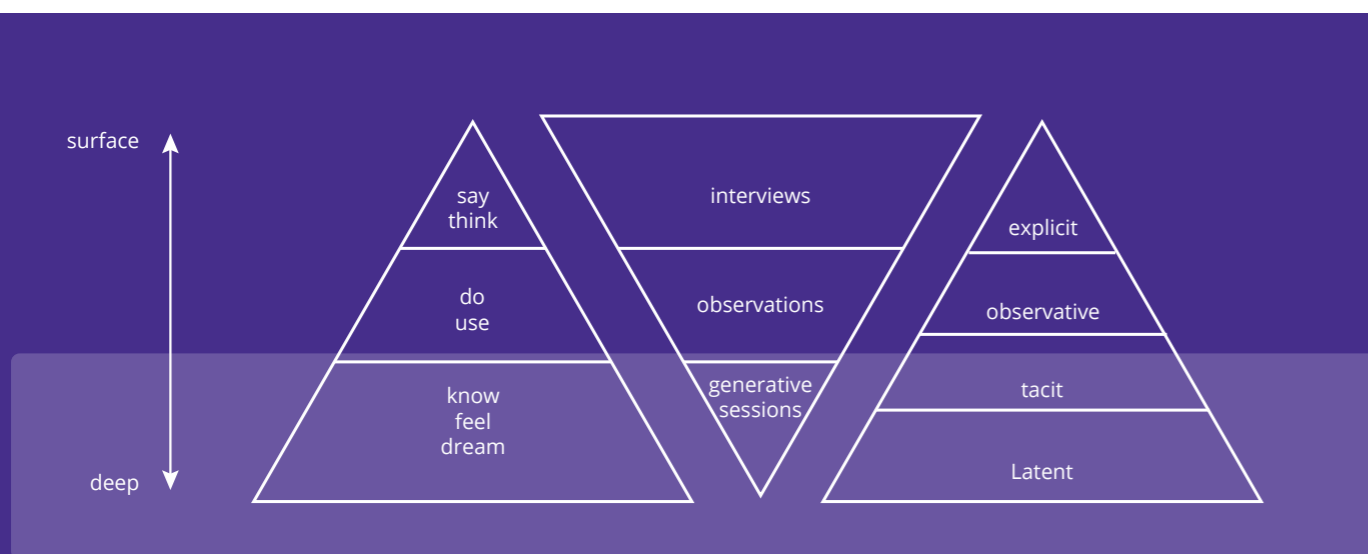 surface
deep
say
think
do
use
know
feel
dream
interviews
observations
generative
sessions
explicit
observative
tacit
Latent